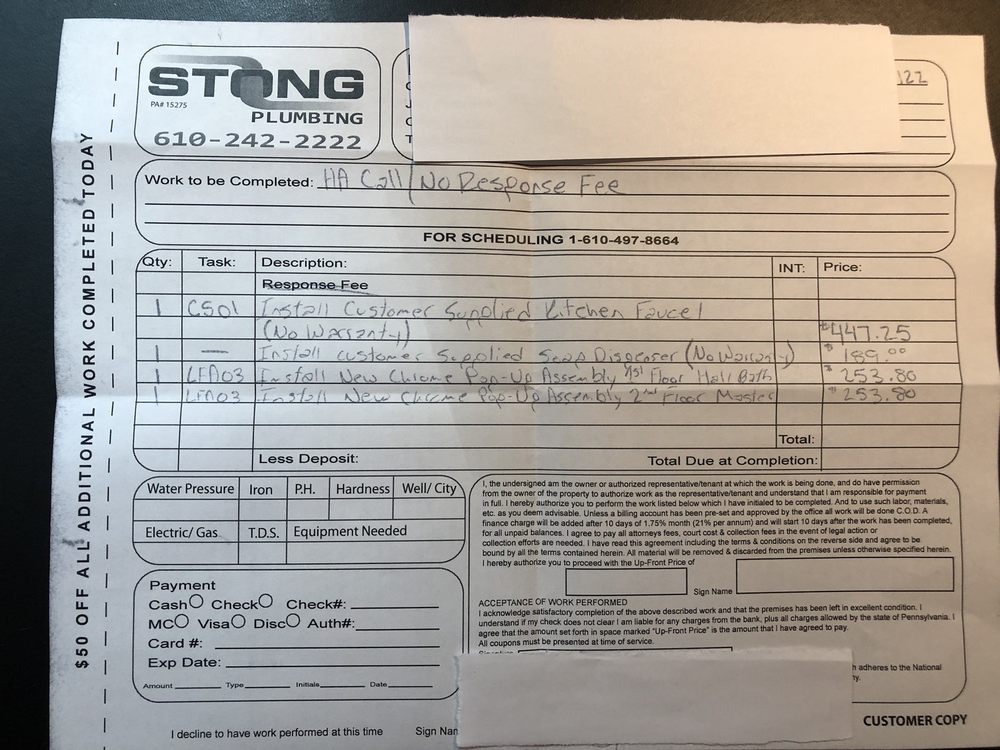 $50 OFF ALL ADDITIONAL WORK COMPLETED TODAY
STONG
PA# 15275
PLUMBING
610-242-2222
122
Work to be Completed: HA Call/No Response Fee
FOR SCHEDULING 1-610-497-8664
Qty: Task: Description: INT: Price:
Response Fee
1 CS01 Install Customer Supplied Kitchen Faucet
(No Warranty) $447.25
1 — Install customer Supplied Soap Dispenser (No Warranty) $189.00
1 LFA03 Install New Chrome Pop-Up Assembly 1st Floor Hall Bath $253.80
1 LFA03 Install New Chrome Pop-Up Assembly 2nd Floor Master $253.80
Total:
Less Deposit: Total Due at Completion:
Water Pressure Iron P.H. Hardness Well/ City
Electric/ Gas T.D.S. Equipment Needed
I, the undersigned am the owner or authorized representative/tenant at which the work is being done, and do have permission
from the owner of the property to authorize work as the representative/tenant and understand that I am responsible for payment
in full. I hereby authorize you to perform the work listed below which I have initialed to be completed. And to use such labor, materials,
etc. as you deem advisable. Unless a billing account has been pre-set and approved by the office all work will be done C.O.D. A
finance charge will be added after 10 days of 1.75% month (21% per annum) and will start 10 days after the work has been completed,
for all unpaid balances. I agree to pay all attorneys fees, court cost & collection fees in the event of legal action or
collection efforts are needed. I have read this agreement including the terms & conditions on the reverse side and agree to be
bound by all the terms contained herein. All material will be removed & discarded from the premises unless otherwise specified herein.
I hereby authorize you to proceed with the Up-Front Price of
Sign Name
ACCEPTANCE OF WORK PERFORMED
I acknowledge satisfactory completion of the above described work and that the premises has been left in excellent condition. I
understand if my check does not clear I am liable for any charges from the bank, plus all charges allowed by the state of Pennsylvania. I
agree that the amount set forth in space marked "Up-Front Price" is the amount that I have agreed to pay.
All coupons must be presented at time of service.
h adheres to the National
ny.
Payment
Cash Check Check#:
MC Visa Disc Auth#:
Card #:
Exp Date:
Amount Type Initials Date
I decline to have work performed at this time Sign Nan
CUSTOMER COPY